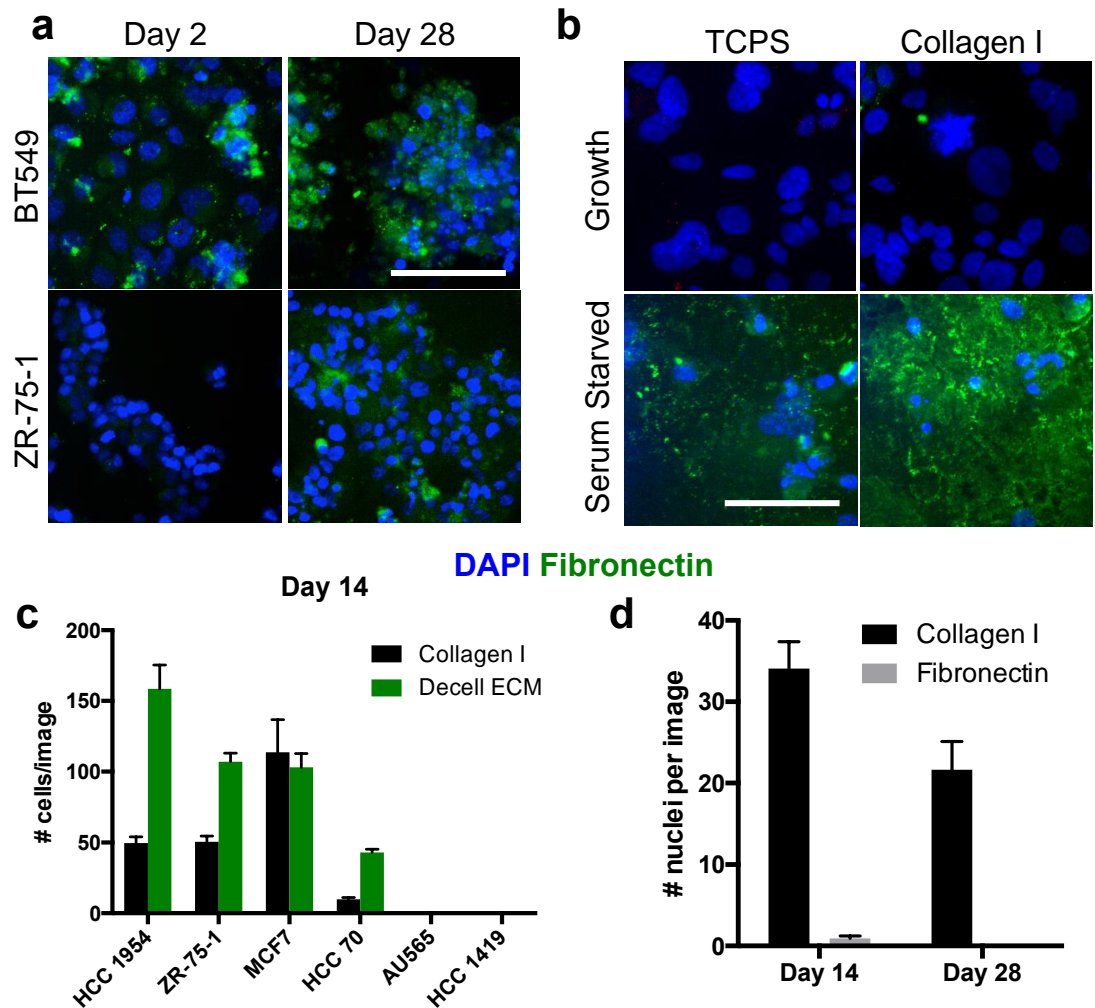 a
Day 2
Day 28
BT549
ZR-75-1
b
TCPS
Collagen I
Growth
Serum Starved
DAPI Fibronectin
c
Day 14
# cells/image
200
150
100
50
0
Collagen I
Decell ECM
HCC 1954
ZR-75-1
MCF7
HCC 70
AU565
HCC 1419
d
# nuclei per image
40
30
20
10
0
Collagen I
Fibronectin
Day 14
Day 28